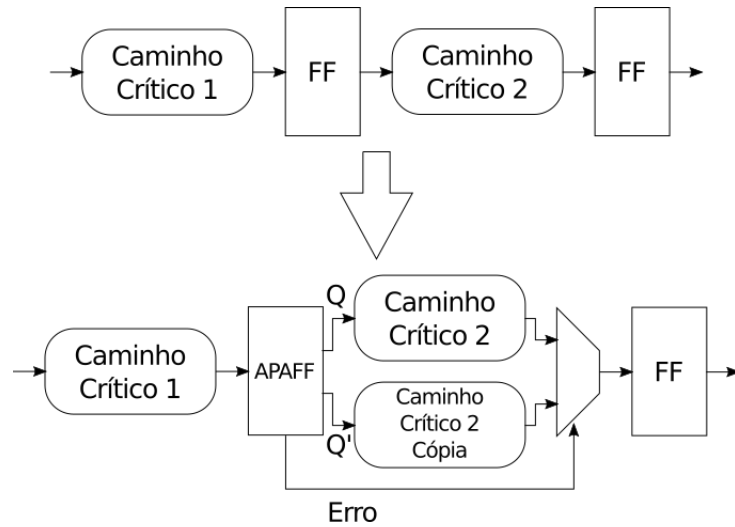 Caminho
Crítico 1
FF
Caminho
Crítico 2
FF
Q
Caminho
Crítico 2
Caminho
Crítico 1
APAFF
FF
Caminho
Crítico 2
Cópia
Q'
Erro